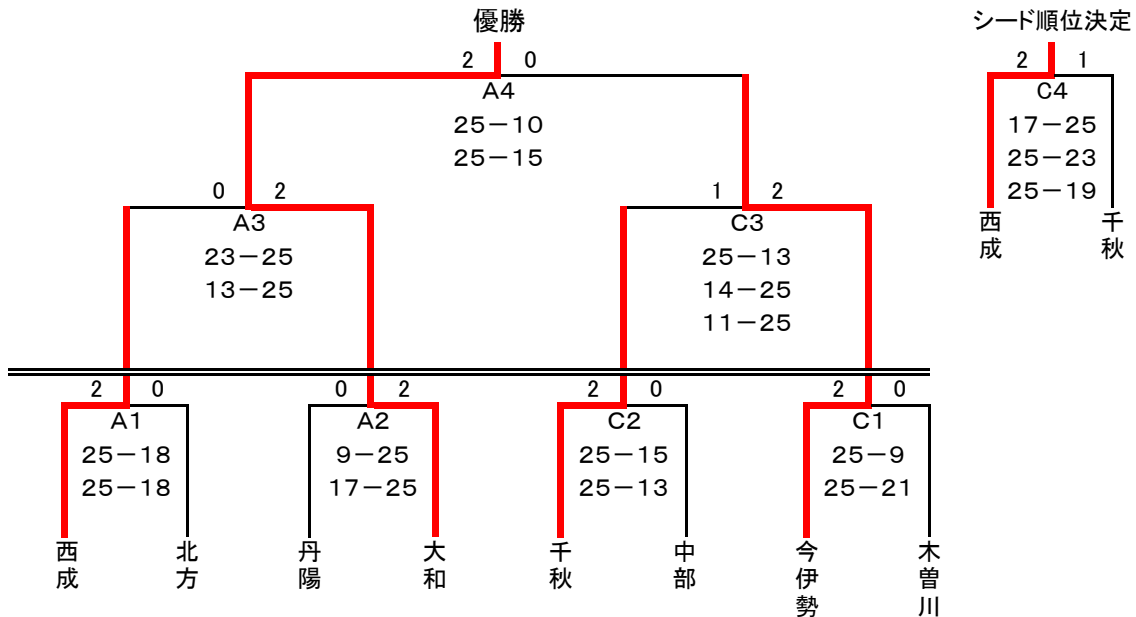 優勝
シード順位決定
2 0
A4
25－10
25－15
2 1
C4
17－25
25－23
25－19
西成
千秋
0 2
A3
23－25
13－25
1 2
C3
25－13
14－25
11－25
2 0
A1
25－18
25－18
0 2
A2
9－25
17－25
2 0
C2
25－15
25－13
2 0
C1
25－9
25－21
西成
北方
丹陽
大和
千秋
中部
今伊勢
木曽川